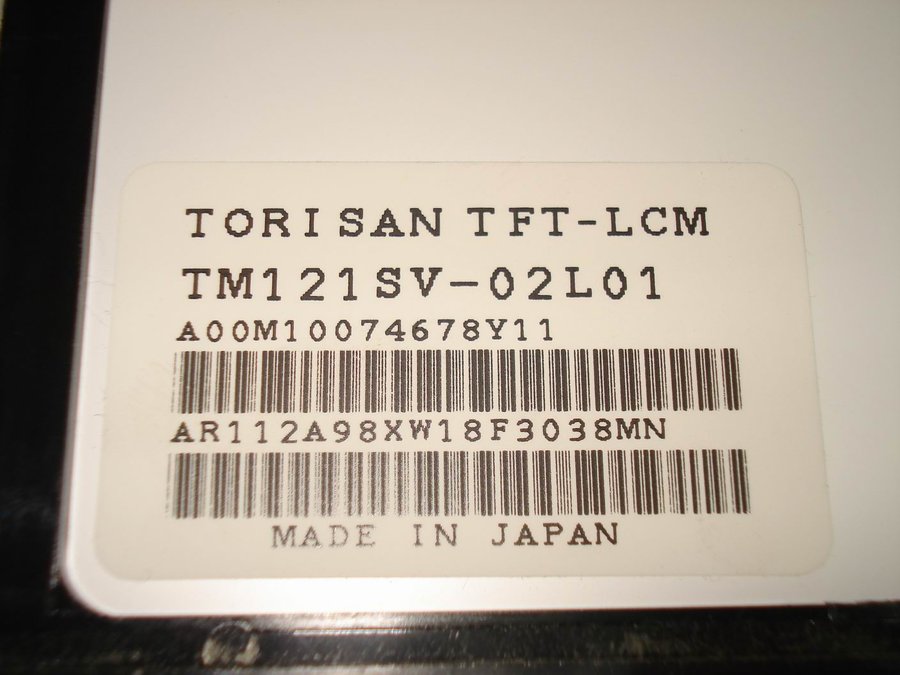 TORISAN TFT-LCM
TM121SV-02L01
A00M10074678Y11
AR112A98XW18F3038MN
MADE IN JAPAN